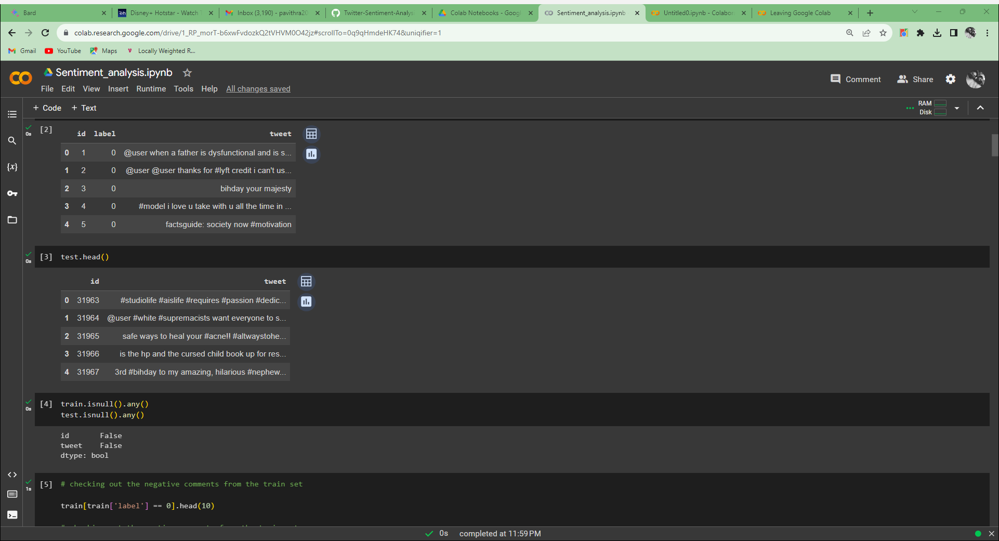 Bard
Disney+ Hotstar - Watch T
Inbox (3,190) - pavithra20
Twitter-Sentiment-Analys
Colab Notebooks - Googl
Sentiment_analysis.ipynb
Untitled0.ipynb - Colabor
Leaving Google Colab
colab.research.google.com/drive/1_RP_morT-b6xwFvdozkQ2tVHVM0O42jz#scrollTo=0q9qHmdeHK74&uniqifier=1
Gmail YouTube Maps Locally Weighted R...
Sentiment_analysis.ipynb
File Edit View Insert Runtime Tools Help All changes saved
Comment Share
+ Code + Text
RAM
Disk
0s
[2]
id label tweet
0 1 0 @user when a father is dysfunctional and is s...
1 2 0 @user @user thanks for #lyft credit i can't us...
2 3 0 bihday your majesty
3 4 0 #model i love u take with u all the time in ...
4 5 0 factsguide: society now #motivation
0s
[3] test.head()
id tweet
0 31963 #studiolife #aislife #requires #passion #dedic...
1 31964 @user #white #supremacists want everyone to s...
2 31965 safe ways to heal your #acne!! #altwaystohe...
3 31966 is the hp and the cursed child book up for res...
4 31967 3rd #bihday to my amazing, hilarious #nephew...
0s
[4] train.isnull().any()
test.isnull().any()
id False
tweet False
dtype: bool
1s
[5] # checking out the negative comments from the train set
train[train['label'] == 0].head(10)
0s completed at 11:59 PM